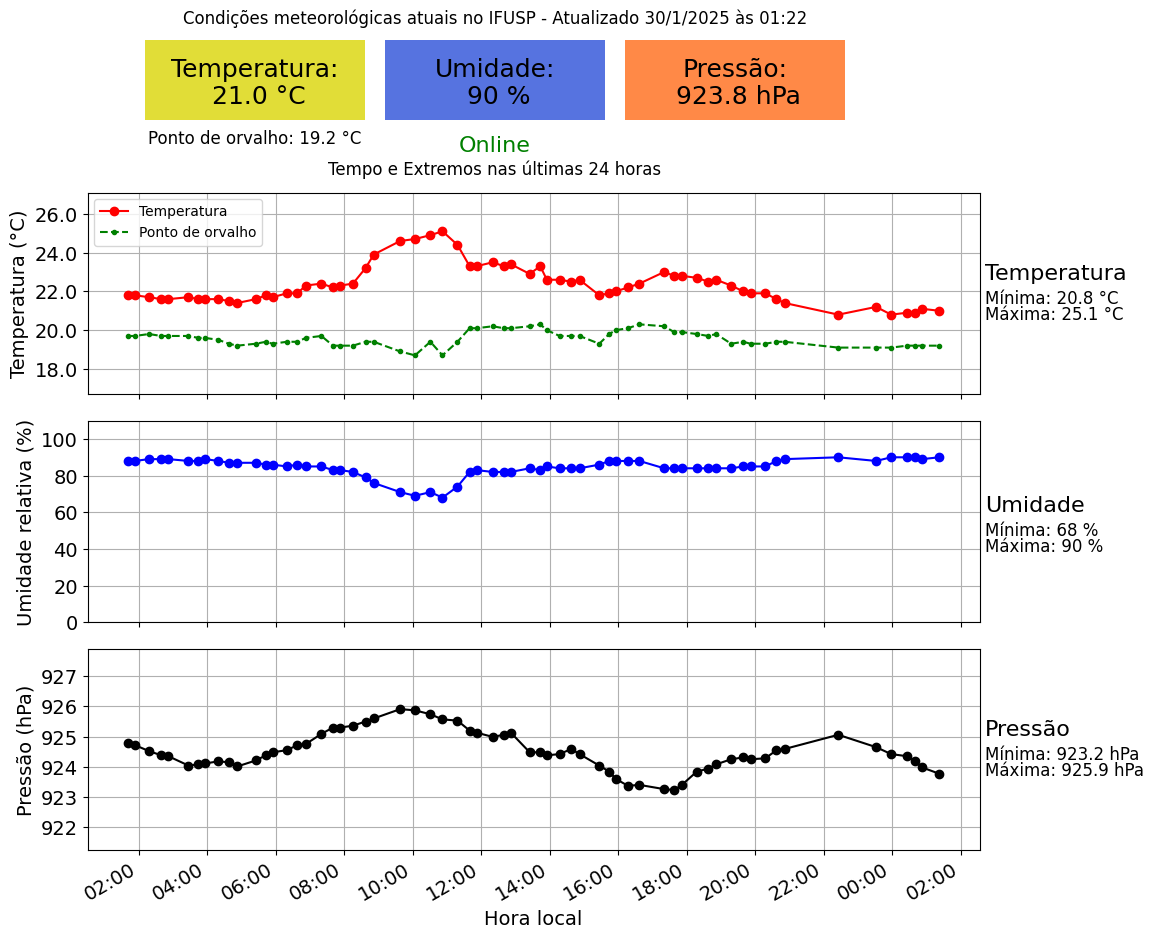 Condições meteorológicas atuais no IFUSP - Atualizado 30/1/2025 às 01:22
Temperatura:
21.0 °C
Umidade:
90 %
Pressão:
923.8 hPa
Ponto de orvalho: 19.2 °C
Online
Tempo e Extremos nas últimas 24 horas
Temperatura (°C)
26.0
24.0
22.0
20.0
18.0
Temperatura
Ponto de orvalho
Temperatura
Mínima: 20.8 °C
Máxima: 25.1 °C
Umidade relativa (%)
100
80
60
40
20
0
Umidade
Mínima: 68 %
Máxima: 90 %
Pressão (hPa)
927
926
925
924
923
922
Pressão
Mínima: 923.2 hPa
Máxima: 925.9 hPa
02:00
04:00
06:00
08:00
10:00
12:00
14:00
16:00
18:00
20:00
22:00
00:00
02:00
Hora local